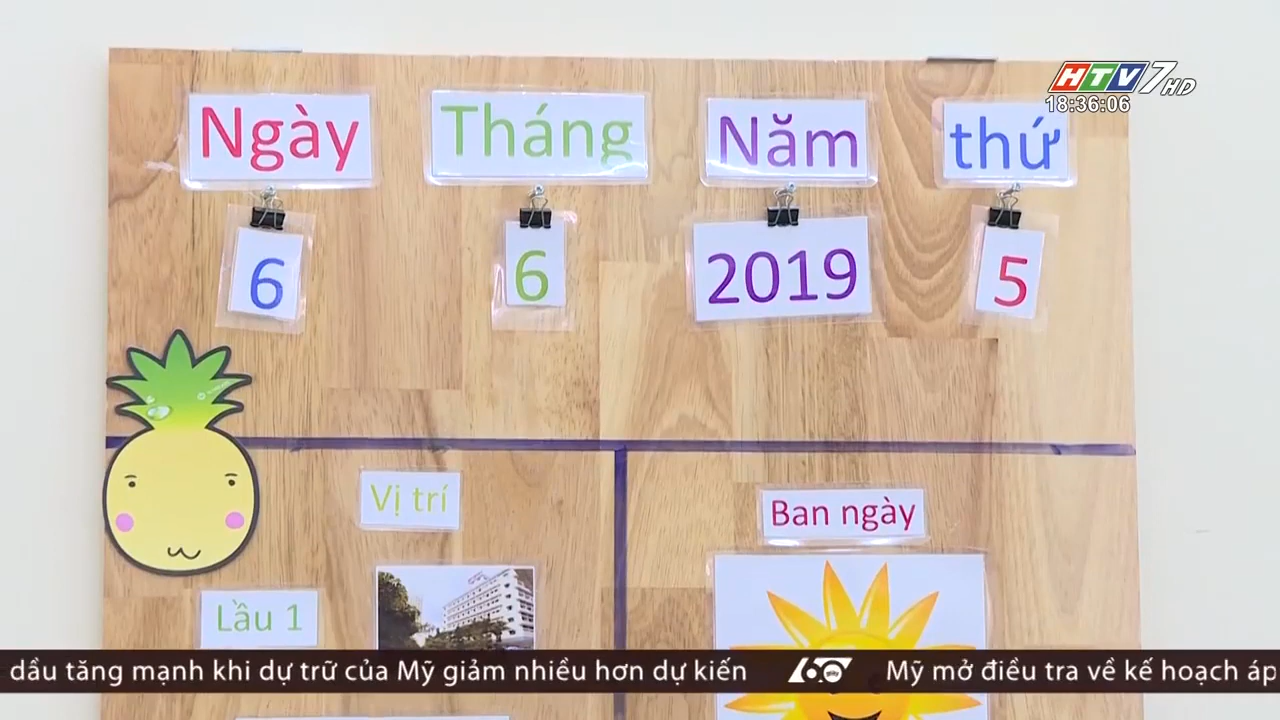 HTV7 HD
18:36:06
Ngày Tháng Năm thứ
6 6 2019 5
Vị trí
Ban ngày
Lầu 1
dầu tăng mạnh khi dự trữ của Mỹ giảm nhiều hơn dự kiến 60 giây Mỹ mở điều tra về kế hoạch áp